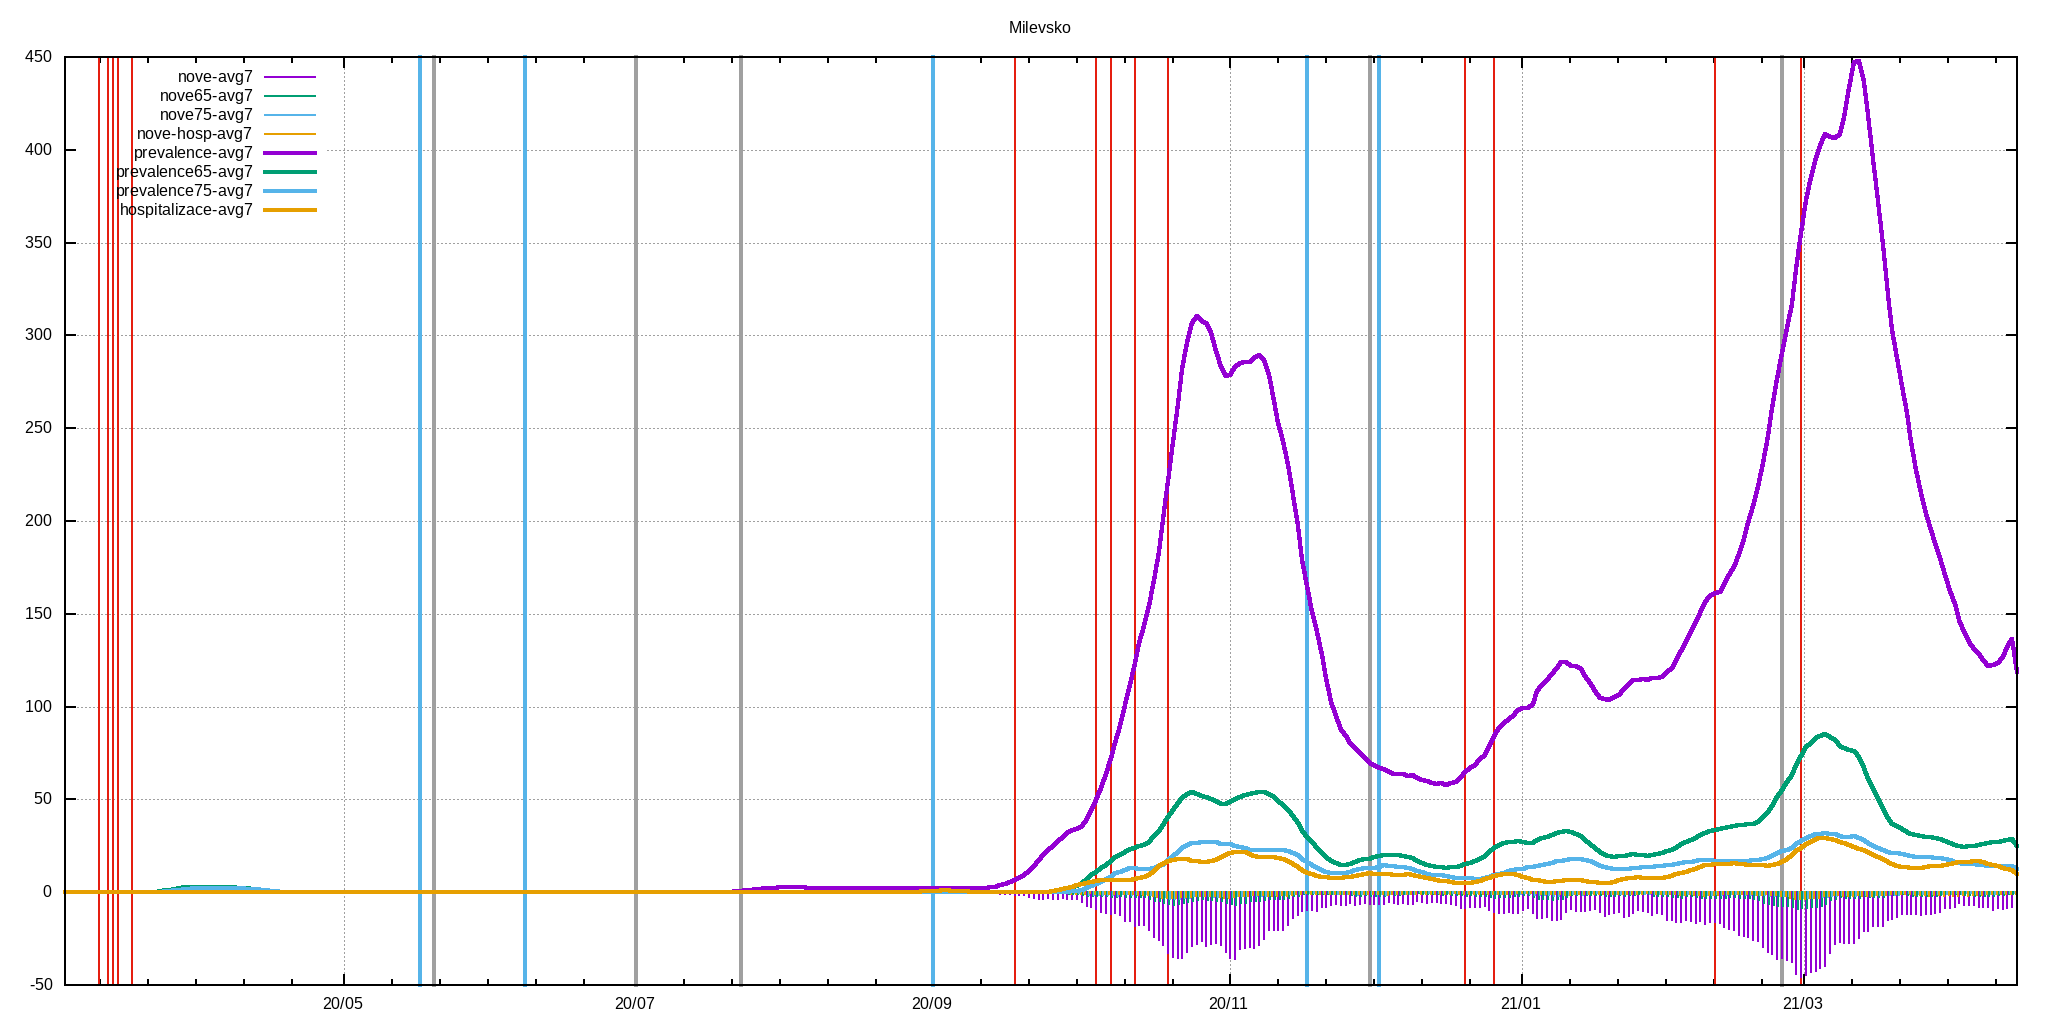 Milevsko
450
400
350
300
250
200
150
100
50
0
-50
nove-avg7
nove65-avg7
nove75-avg7
nove-hosp-avg7
prevalence-avg7
prevalence65-avg7
prevalence75-avg7
hospitalizace-avg7
20/05
20/07
20/09
20/11
21/01
21/03